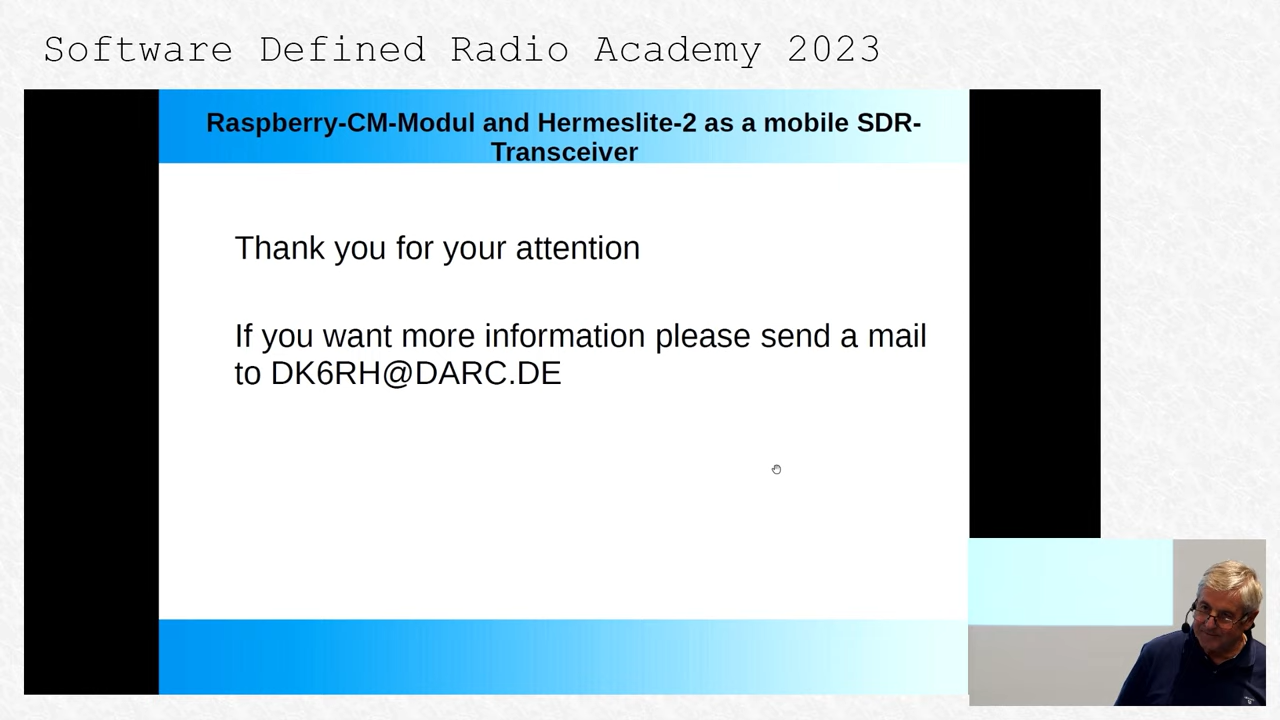 Software Defined Radio Academy 2023
Raspberry-CM-Modul and Hermeslite-2 as a mobile SDR-
Transceiver
Thank you for your attention
If you want more information please send a mail
to DK6RH@DARC.DE